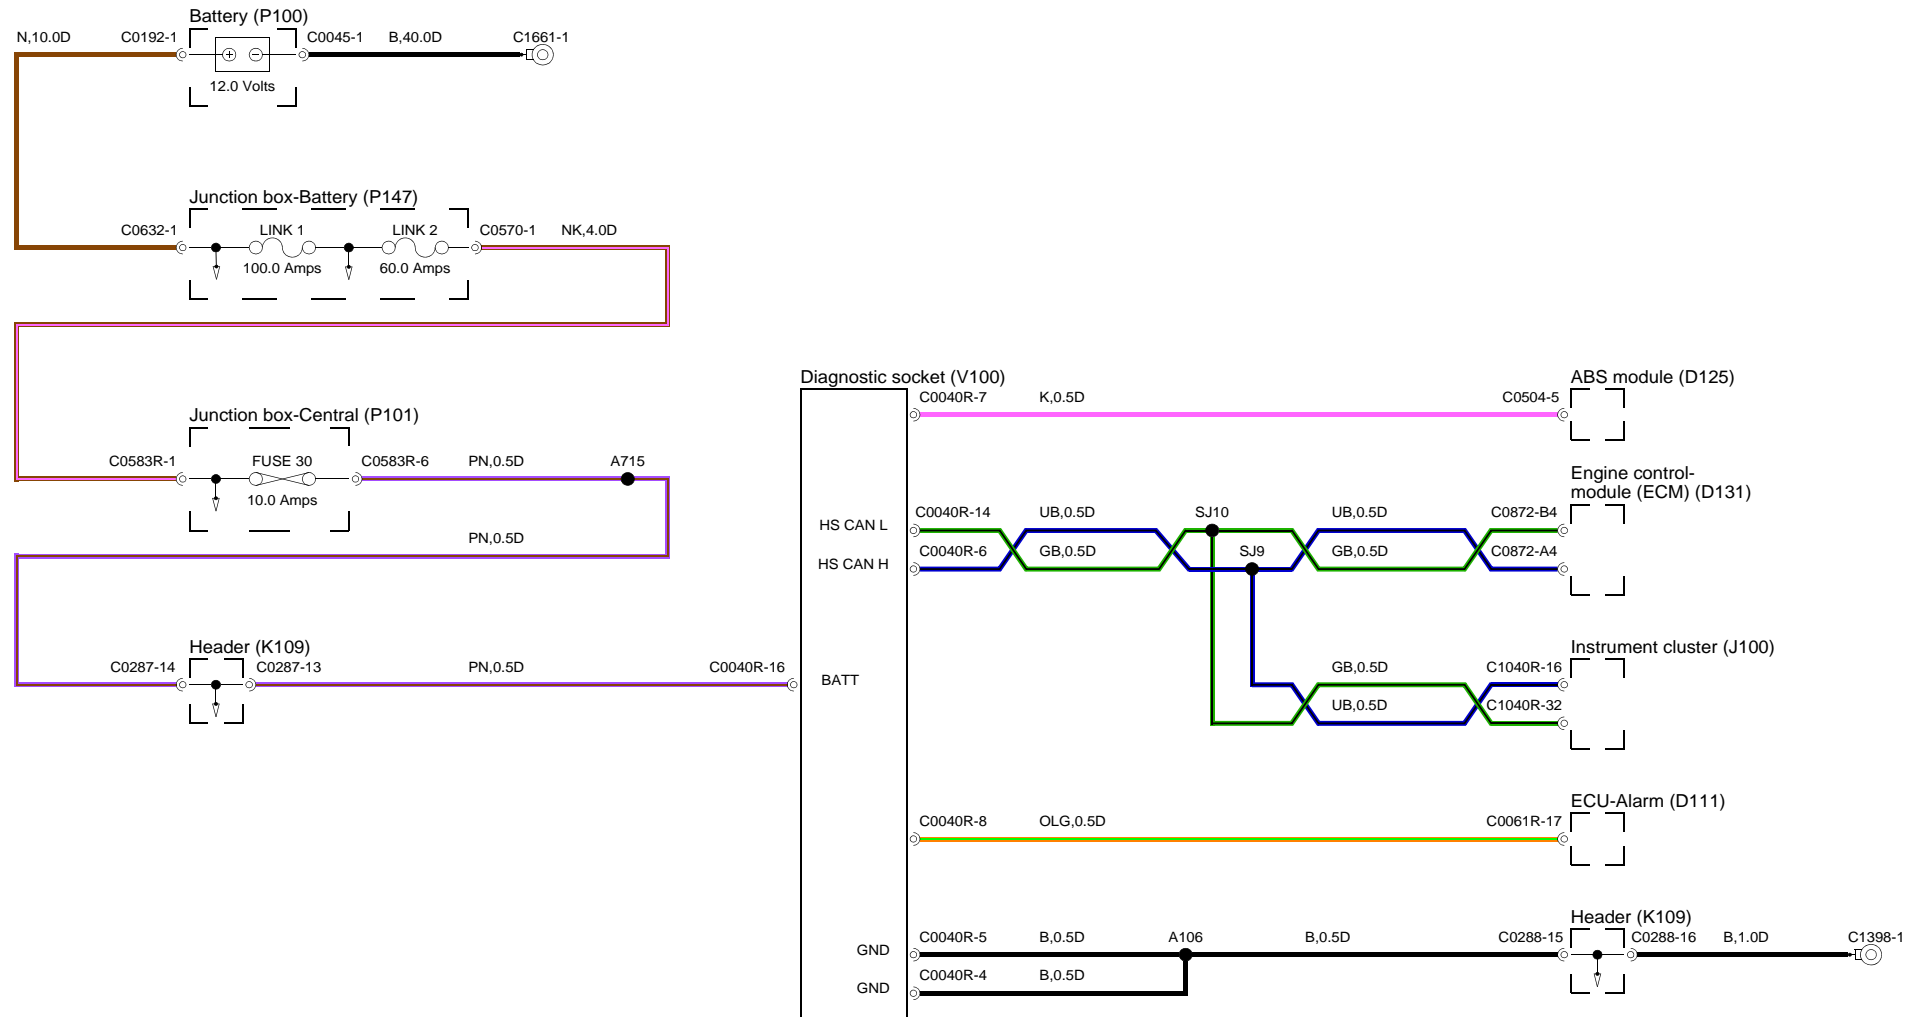 Battery (P100)
N,10.0D
C0192-1
C0045-1
B,40.0D
C1661-1
12.0 Volts
Junction box-Battery (P147)
C0632-1
LINK 1
LINK 2
C0570-1
NK,4.0D
100.0 Amps
60.0 Amps
Junction box-Central (P101)
C0583R-1
FUSE 30
C0583R-6
PN,0.5D
A715
10.0 Amps
PN,0.5D
Header (K109)
C0287-14
C0287-13
PN,0.5D
C0040R-16
Diagnostic socket (V100)
HS CAN L
HS CAN H
BATT
GND
GND
C0040R-7
K,0.5D
C0504-5
ABS module (D125)
Engine control-
module (ECM) (D131)
C0040R-14
UB,0.5D
SJ10
UB,0.5D
C0872-B4
C0040R-6
GB,0.5D
SJ9
GB,0.5D
C0872-A4
Instrument cluster (J100)
GB,0.5D
C1040R-16
UB,0.5D
C1040R-32
ECU-Alarm (D111)
C0040R-8
OLG,0.5D
C0061R-17
Header (K109)
C0040R-5
B,0.5D
A106
B,0.5D
C0288-15
C0288-16
B,1.0D
C1398-1
C0040R-4
B,0.5D